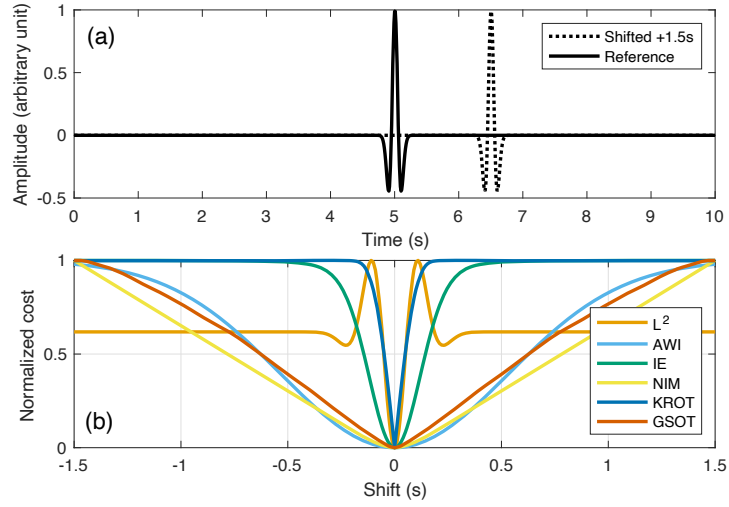 (a)
Amplitude (arbitrary unit)
1
0.5
0
-0.5
Shifted +1.5s
Reference
0 1 2 3 4 5 6 7 8 9 10
Time (s)
(b)
Normalized cost
1
0.5
0
L²
AWI
IE
NIM
KROT
GSOT
-1.5 -1 -0.5 0 0.5 1 1.5
Shift (s)